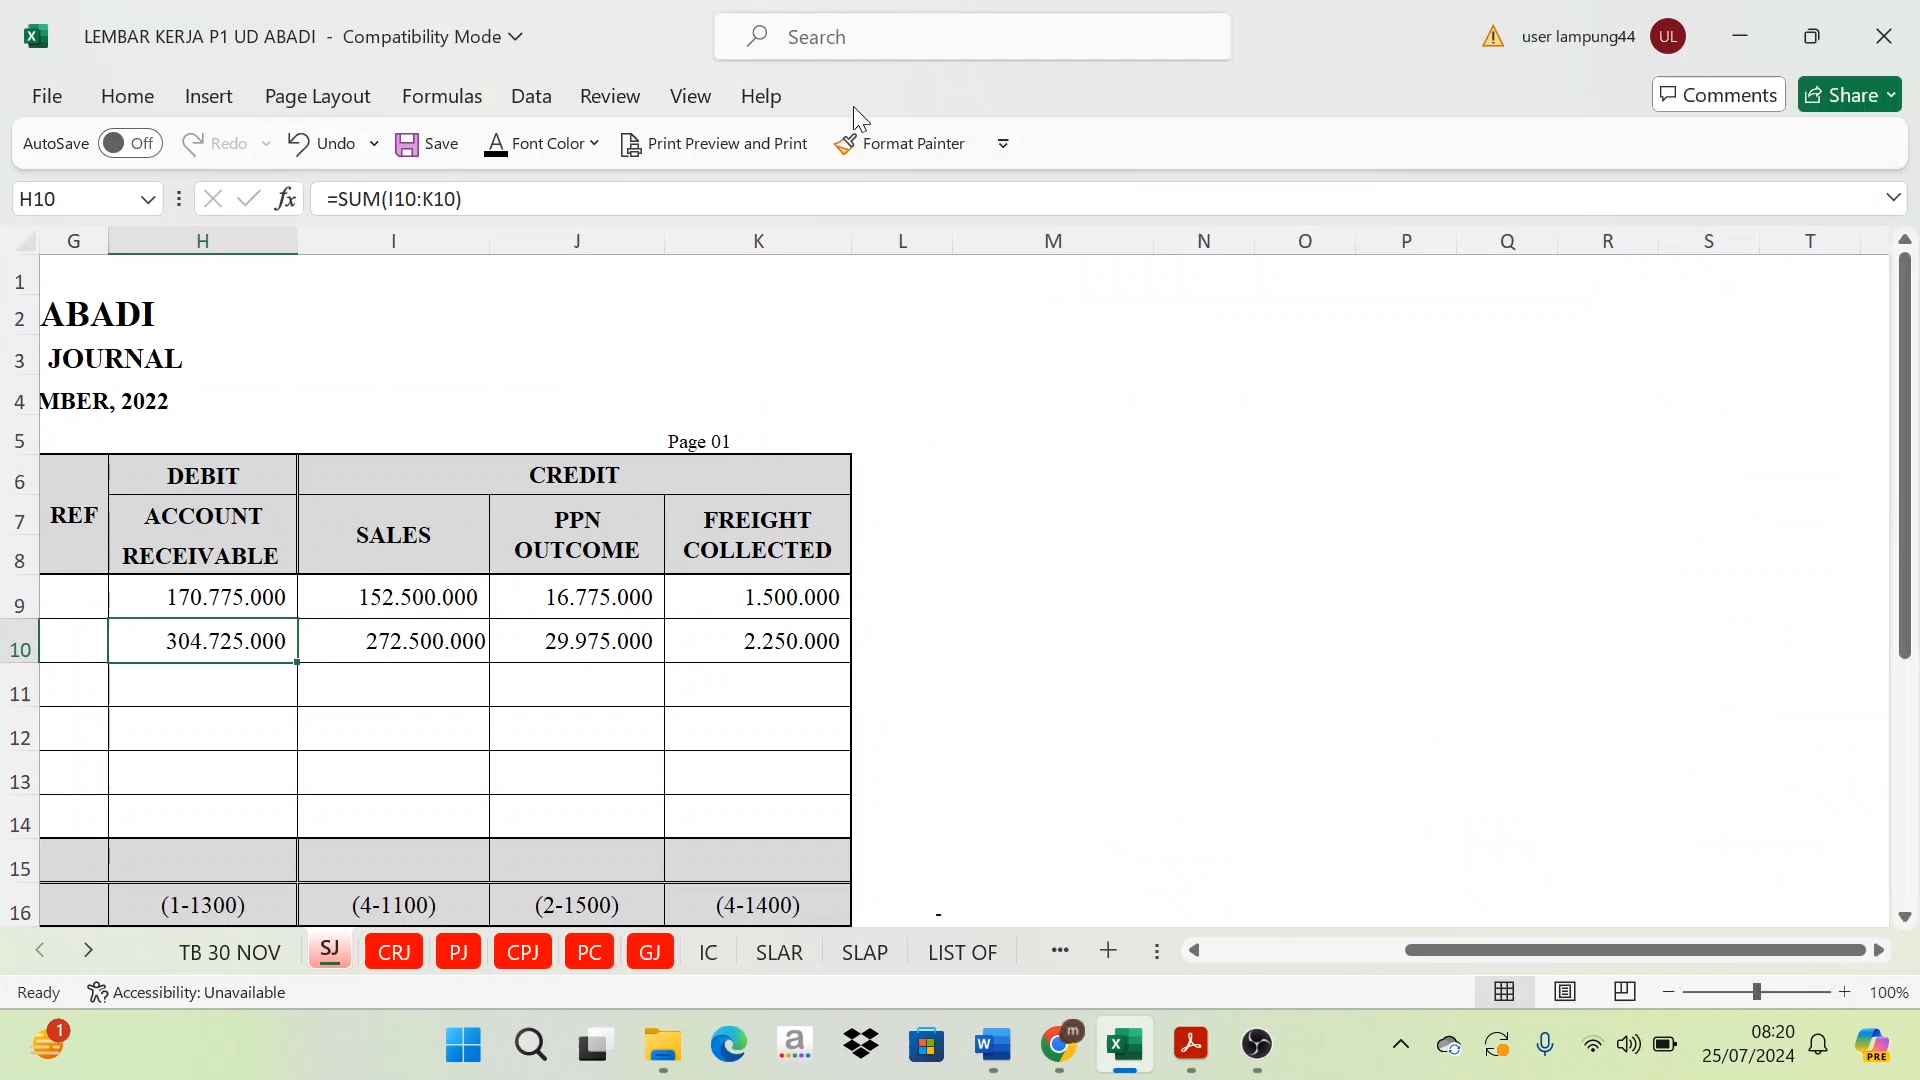 LEMBAR KERJA P1 UD ABADI - Compatibility Mode
Search
user lampung44
UL
File Home Insert Page Layout Formulas Data Review View Help
Comments
Share
AutoSave Off Redo Undo Save Font Color Print Preview and Print Format Painter
H10 fx =SUM(I10:K10)
G H I J K L M N O P Q R S T
1
2 ABADI
3 JOURNAL
4 MBER, 2022
5 Page 01
6 DEBIT CREDIT
7 REF ACCOUNT SALES PPN FREIGHT
8 RECEIVABLE OUTCOME COLLECTED
9 170.775.000 152.500.000 16.775.000 1.500.000
10 304.725.000 272.500.000 29.975.000 2.250.000
11
12
13
14
15
16 (1-1300) (4-1100) (2-1500) (4-1400) -
TB 30 NOV SJ CRJ PJ CPJ PC GJ IC SLAR SLAP LIST OF
Ready Accessibility: Unavailable 100%
1
a
W
m
X
PRE
08:20
25/07/2024